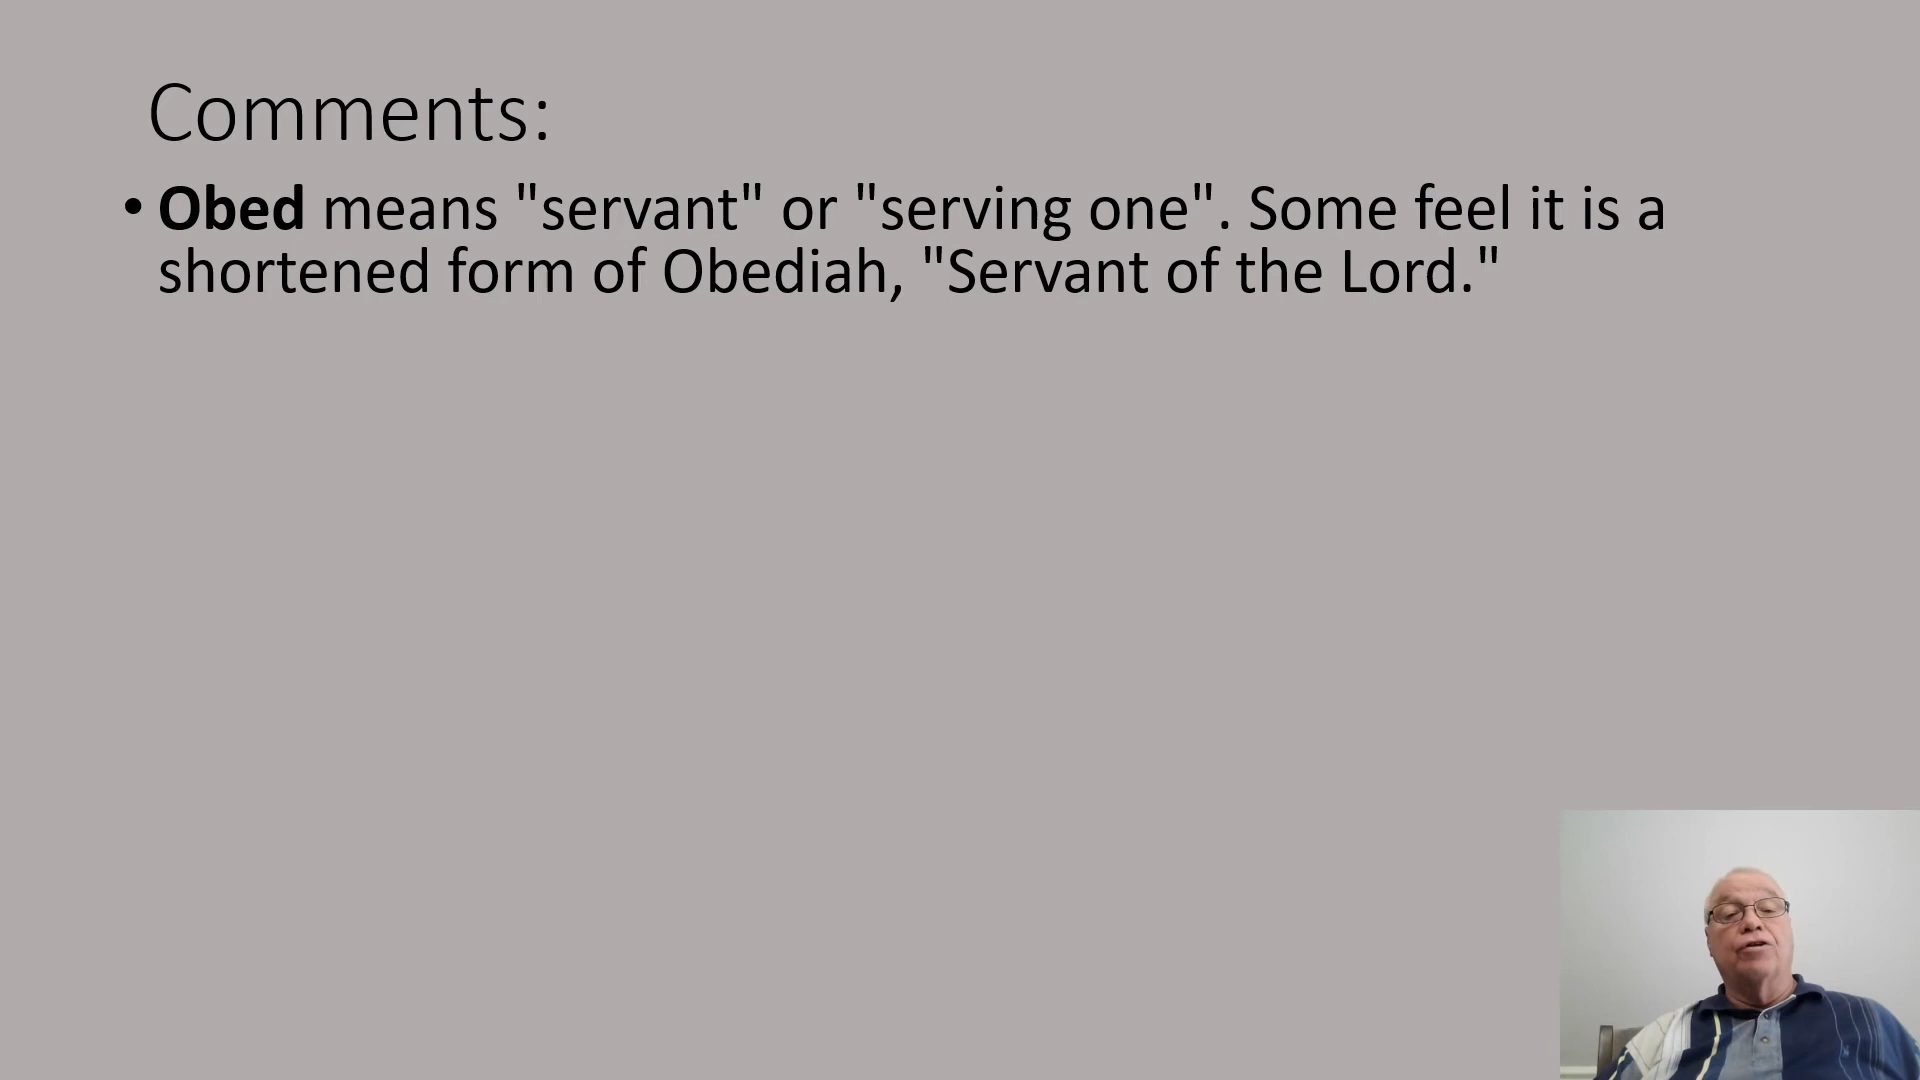 Comments:
• Obed means "servant" or "serving one". Some feel it is a
shortened form of Obediah, "Servant of the Lord."